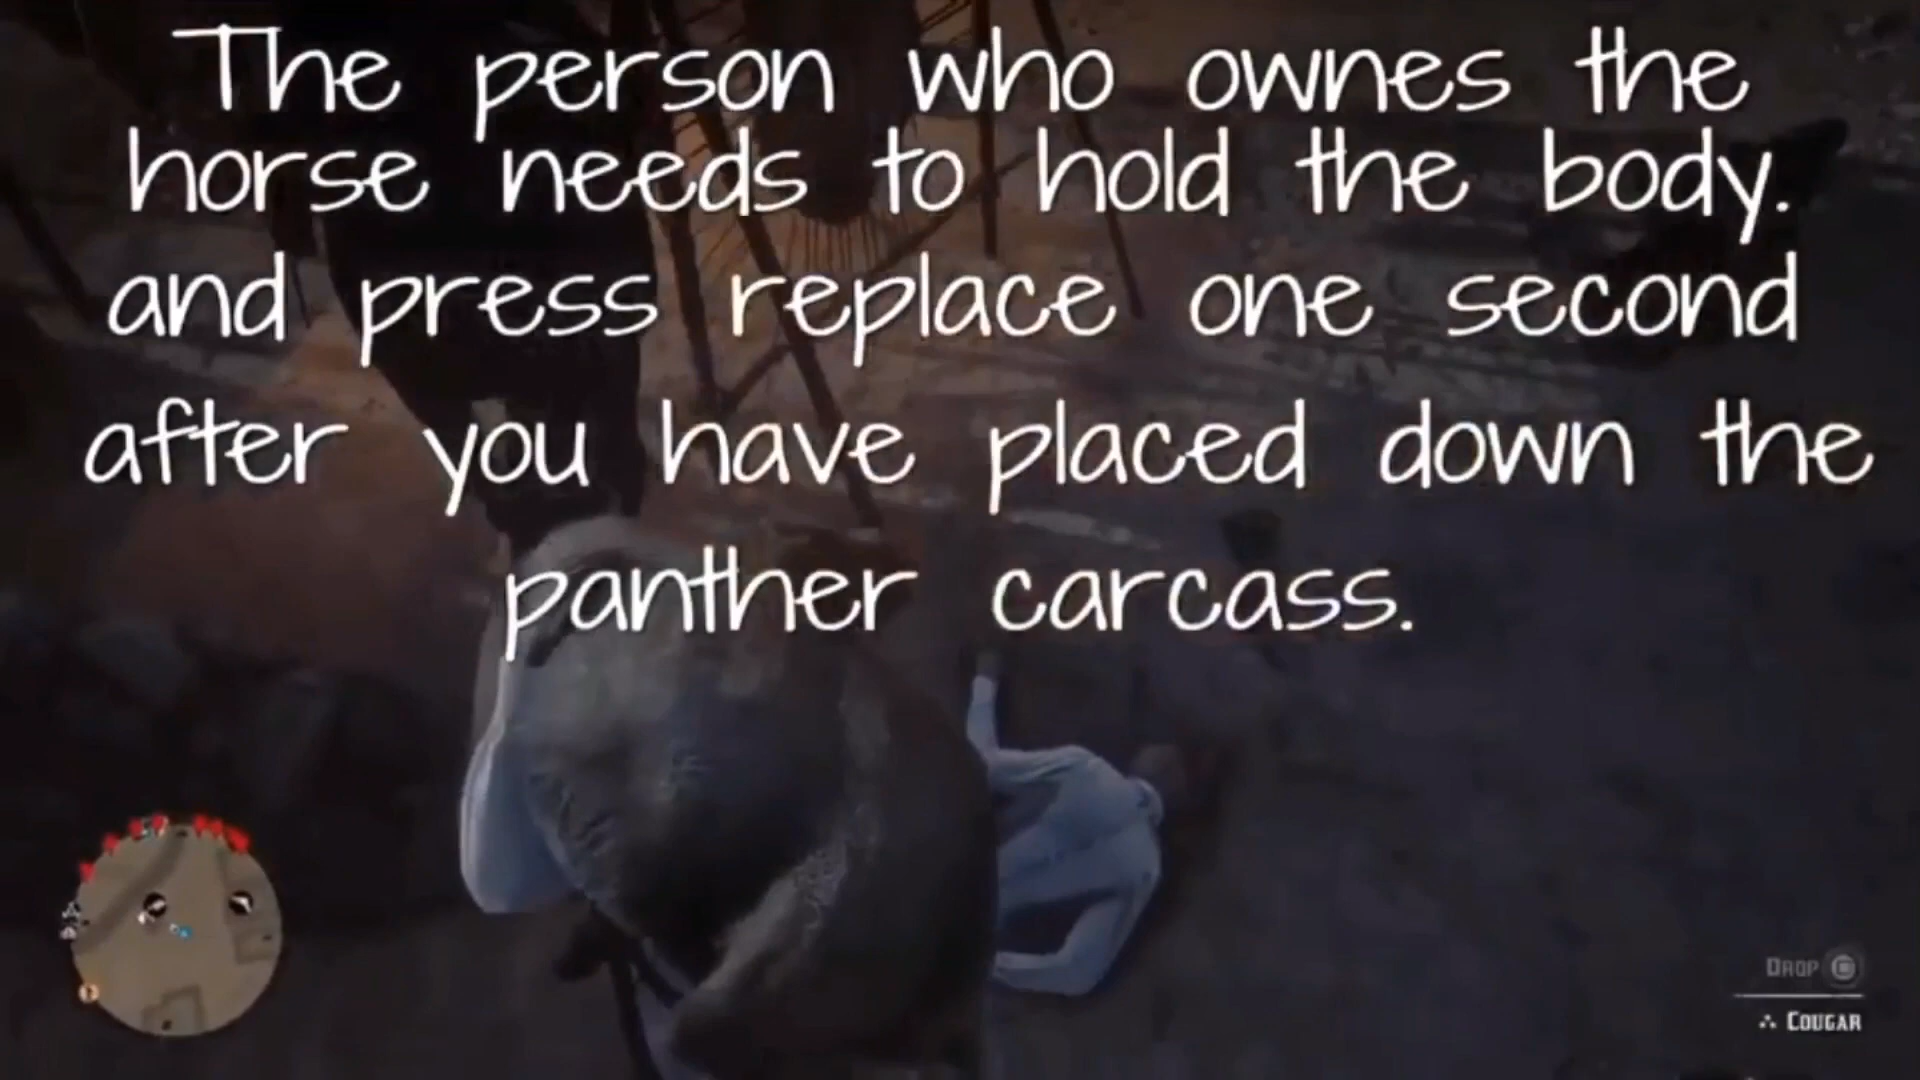 The person who ownes the
horse needs to hold the body.
and press replace one second
after you have placed down the
panther carcass.
DROP
COUGAR